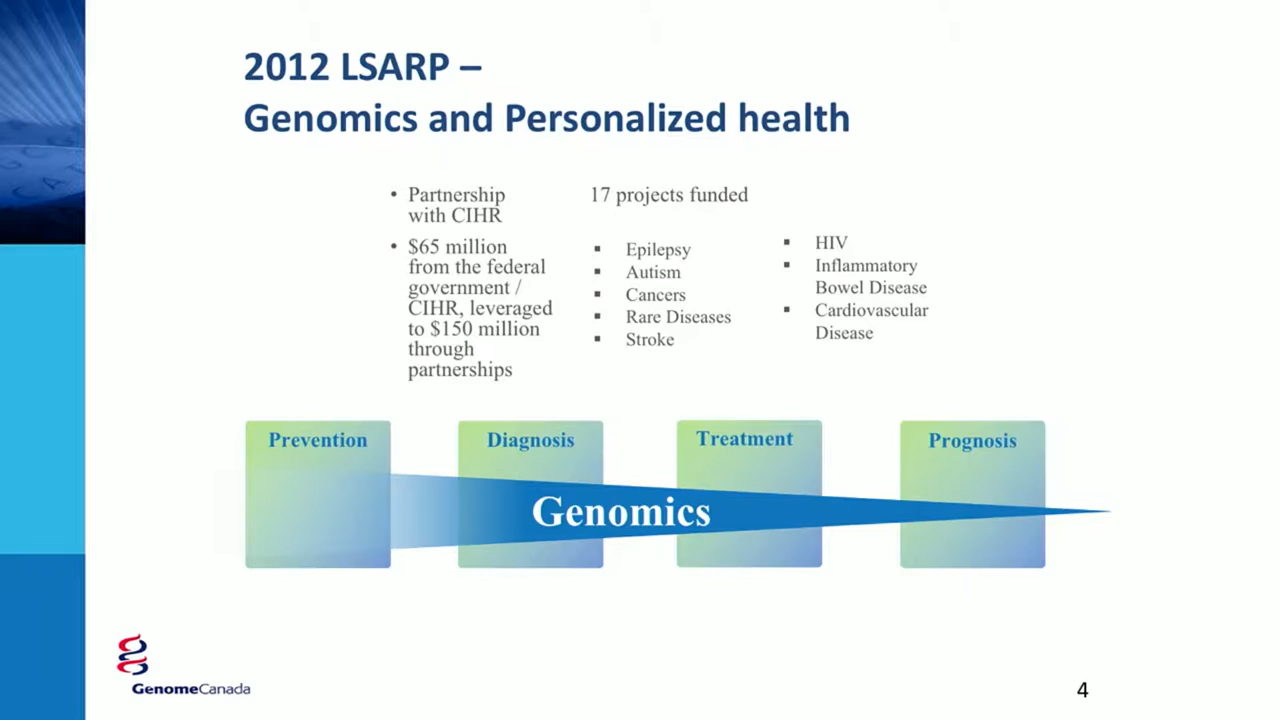 2012 LSARP –
Genomics and Personalized health
• Partnership
with CIHR
• $65 million
from the federal
government /
CIHR, leveraged
to $150 million
through
partnerships
17 projects funded
▪ Epilepsy
▪ Autism
▪ Cancers
▪ Rare Diseases
▪ Stroke
▪ HIV
▪ Inflammatory
Bowel Disease
▪ Cardiovascular
Disease
Prevention
Diagnosis
Treatment
Prognosis
Genomics
GenomeCanada
4